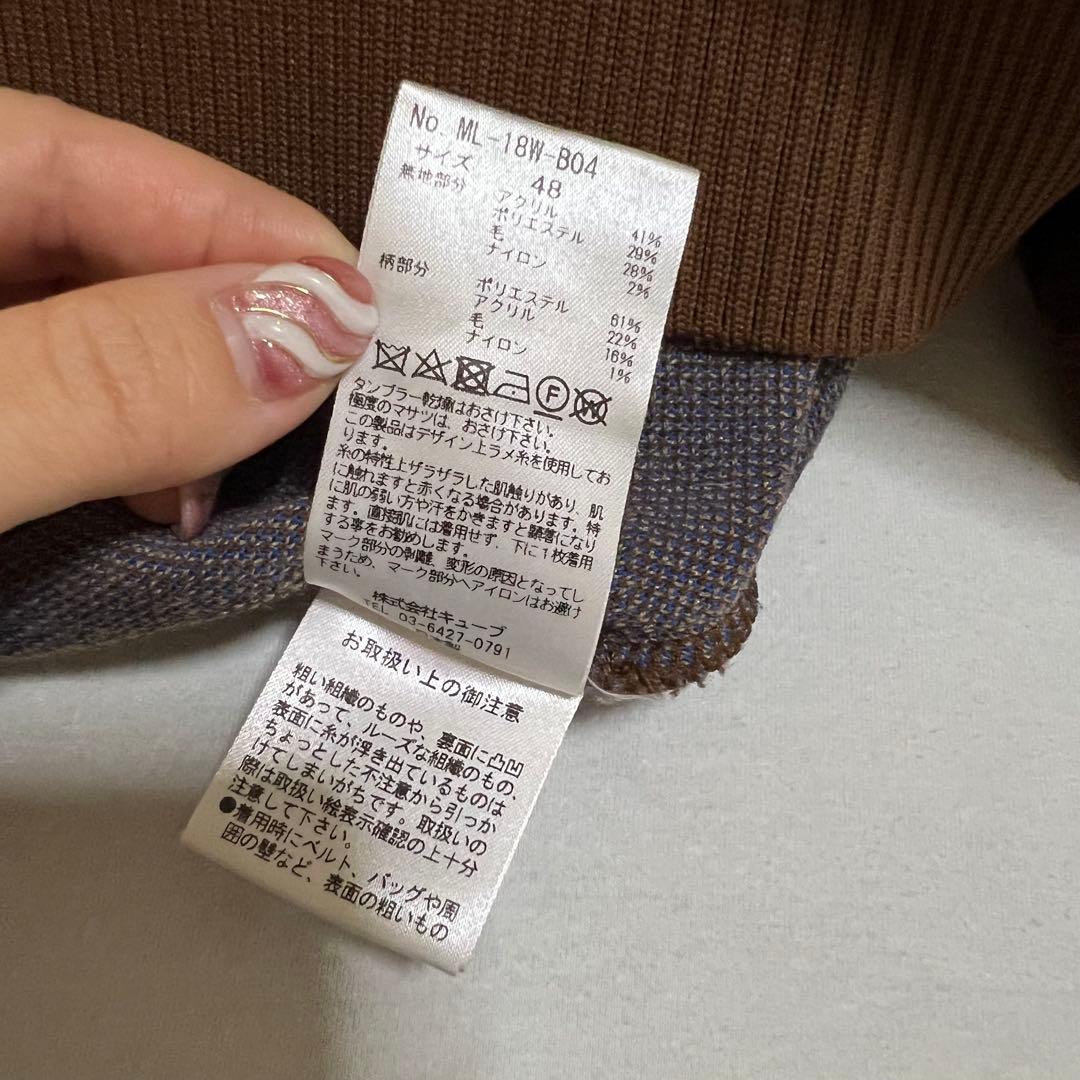 No. ML-18W-B04
サイズ 48
無地部分
アクリル 41%
ポリエステル 29%
毛 28%
ナイロン 2%
柄部分
ポリエステル 61%
アクリル 22%
毛 16%
ナイロン 1%
F W
タンブラー乾燥はおさけ下さい。
極度のマサツは、おさけ下さい。
この製品はデザイン上ラメ糸を使用してお
ります。
糸の特性上ザラザラした肌触りがあり、肌
に触れますと赤くなる場合があります。特
に肌の弱い方や汗をかきますと顕著になり
ます。直接肌には着用せず、下に1枚着用
する事をお勧めします。
マーク部分の剥離、変形の原因となってし
まうため、マーク部分へアイロンはお避け
下さい。
株式会社キューブ
TEL 03-6427-0791
お取扱い上の御注意
粗い組織のものや、裏面に凸凹
があって、ルーズな組織のもの、
表面に糸が浮き出ているものは
ちょっとした不注意から引っか
けてしまいがちです。取扱いの
際は取扱い絵表示確認の上十分
注意して下さい。
●着用時にベルト、バッグや周
囲の壁など、表面の粗いもの